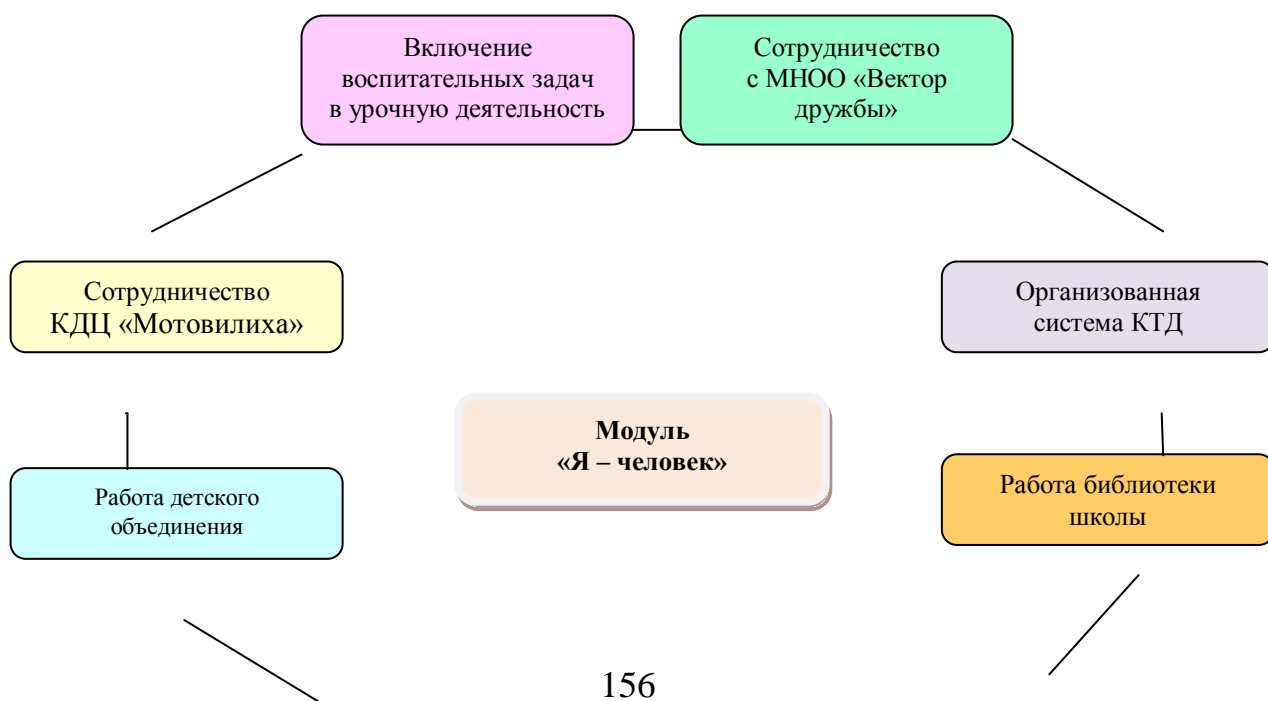 Включение
воспитательных задач
в урочную деятельность
Сотрудничество
с МНОО «Вектор
дружбы»
Сотрудничество
КДЦ «Мотовилиха»
Организованная
система КТД
Модуль
«Я – человек»
Работа детского
объединения
Работа библиотеки
школы
156